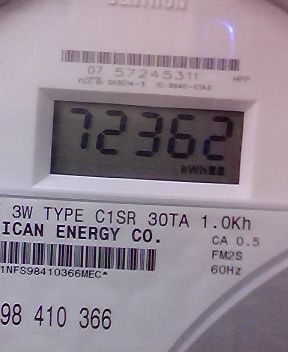 07 57245311 HPP
72362
kWh
3W TYPE C1SR 30TA 1.0Kh
ICAN ENERGY CO.
CA 0.5
FM2S
60Hz
1NFS98410366MEC*
98 410 366